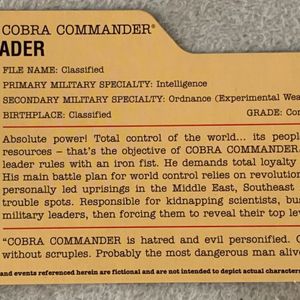 COBRA COMMANDER®
ADER
FILE NAME: Classified
PRIMARY MILITARY SPECIALTY: Intelligence
SECONDARY MILITARY SPECIALTY: Ordnance (Experimental Wea
BIRTHPLACE: Classified GRADE: Com
Absolute power! Total control of the world... its peopl
resources – that's the objective of COBRA COMMANDER.
leader rules with an iron fist. He demands total loyalty
His main battle plan for world control relies on revolution
personally led uprisings in the Middle East, Southeast
trouble spots. Responsible for kidnapping scientists, bus
military leaders, then forcing them to reveal their top leve
"COBRA COMMANDER is hatred and evil personified. C
without scruples. Probably the most dangerous man alive
and events referenced herein are fictional and are not intended to depict actual character